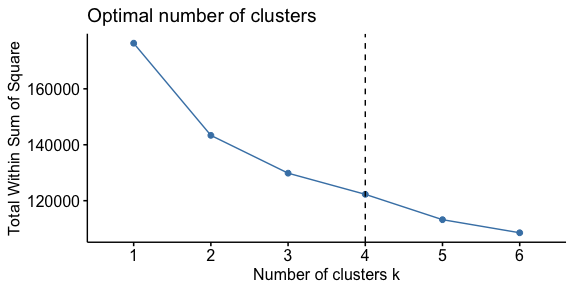 Optimal number of clusters
Total Within Sum of Square
160000
140000
120000
1 2 3 4 5 6
Number of clusters k